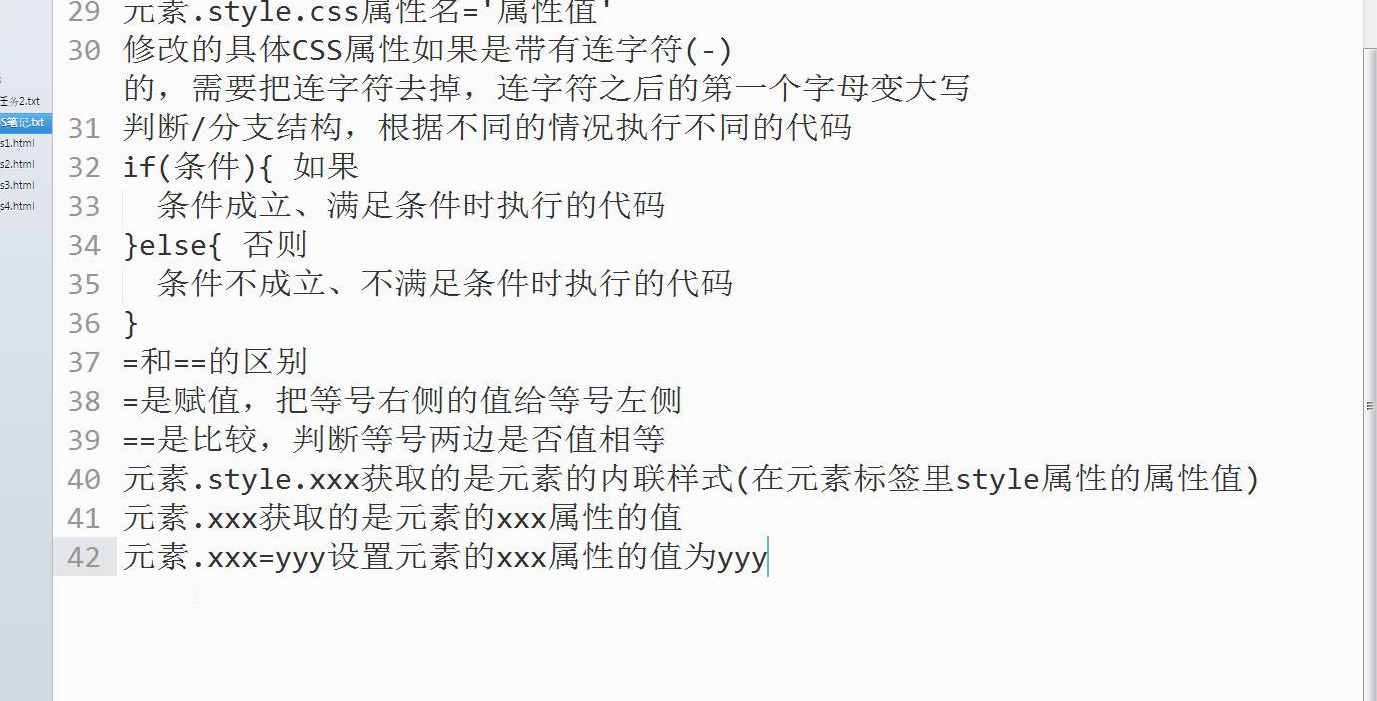 任务2.txt
S笔记.txt
s1.html
s2.html
s3.html
s4.html
29 元素.style.css属性名='属性值'
30 修改的具体CSS属性如果是带有连字符(-)
的，需要把连字符去掉，连字符之后的第一个字母变大写
31 判断/分支结构，根据不同的情况执行不同的代码
32 if(条件){ 如果
33 条件成立、满足条件时执行的代码
34 }else{ 否则
35 条件不成立、不满足条件时执行的代码
36 }
37 =和==的区别
38 =是赋值，把等号右侧的值给等号左侧
39 ==是比较，判断等号两边是否值相等
40 元素.style.xxx获取的是元素的内联样式(在元素标签里style属性的属性值)
41 元素.xxx获取的是元素的xxx属性的值
42 元素.xxx=yyy设置元素的xxx属性的值为yyy